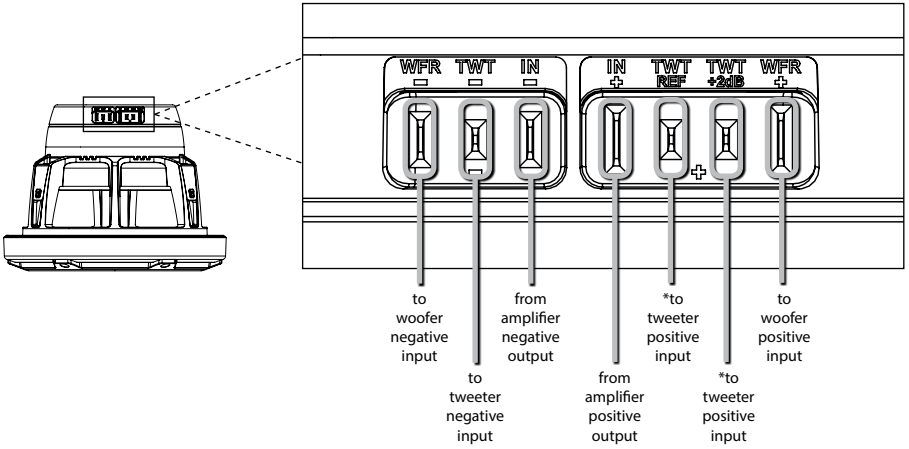 WFR TWT IN
− − −
IN TWT TWT WFR
+ REF +2dB +
−
+
to
woofer
negative
input
from
amplifier
negative
output
*to
tweeter
positive
input
to
woofer
positive
input
to
tweeter
negative
input
from
amplifier
positive
output
*to
tweeter
positive
input